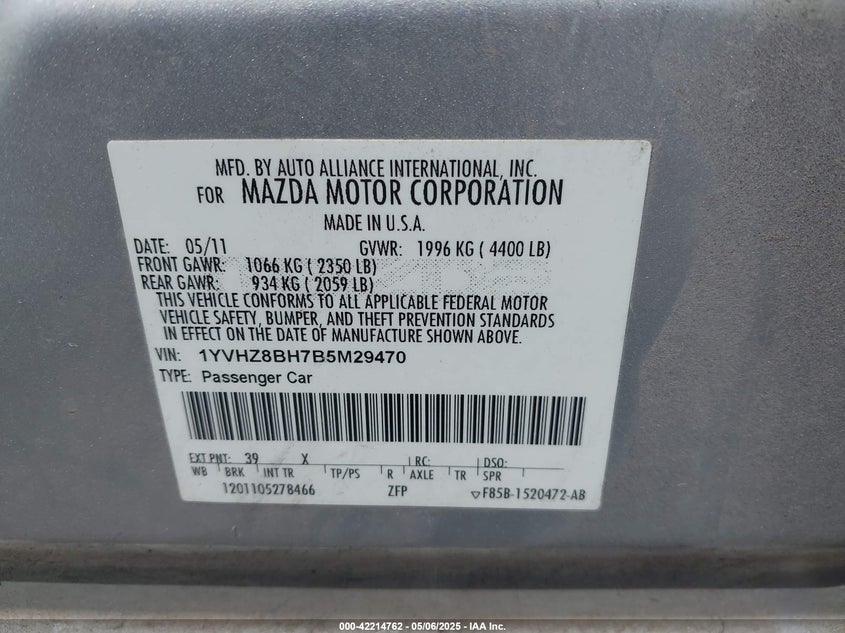 MFD. BY AUTO ALLIANCE INTERNATIONAL, INC.
FOR MAZDA MOTOR CORPORATION
MADE IN U.S.A.
DATE: 05/11 GVWR: 1996 KG ( 4400 LB)
FRONT GAWR: 1066 KG ( 2350 LB)
REAR GAWR: 934 KG ( 2059 LB)
THIS VEHICLE CONFORMS TO ALL APPLICABLE FEDERAL MOTOR
VEHICLE SAFETY, BUMPER, AND THEFT PREVENTION STANDARDS
IN EFFECT ON THE DATE OF MANUFACTURE SHOWN ABOVE.
VIN: 1YVHZ8BH7B5M29470
TYPE: Passenger Car
EXT PNT: 39 X RC: DSO:
WB BRK INT TR TP/PS R AXLE TR SPR
1201105278466 ZFP ▽F85B-1520472-AB
000-42214762 - 05/06/2025 - IAA Inc.